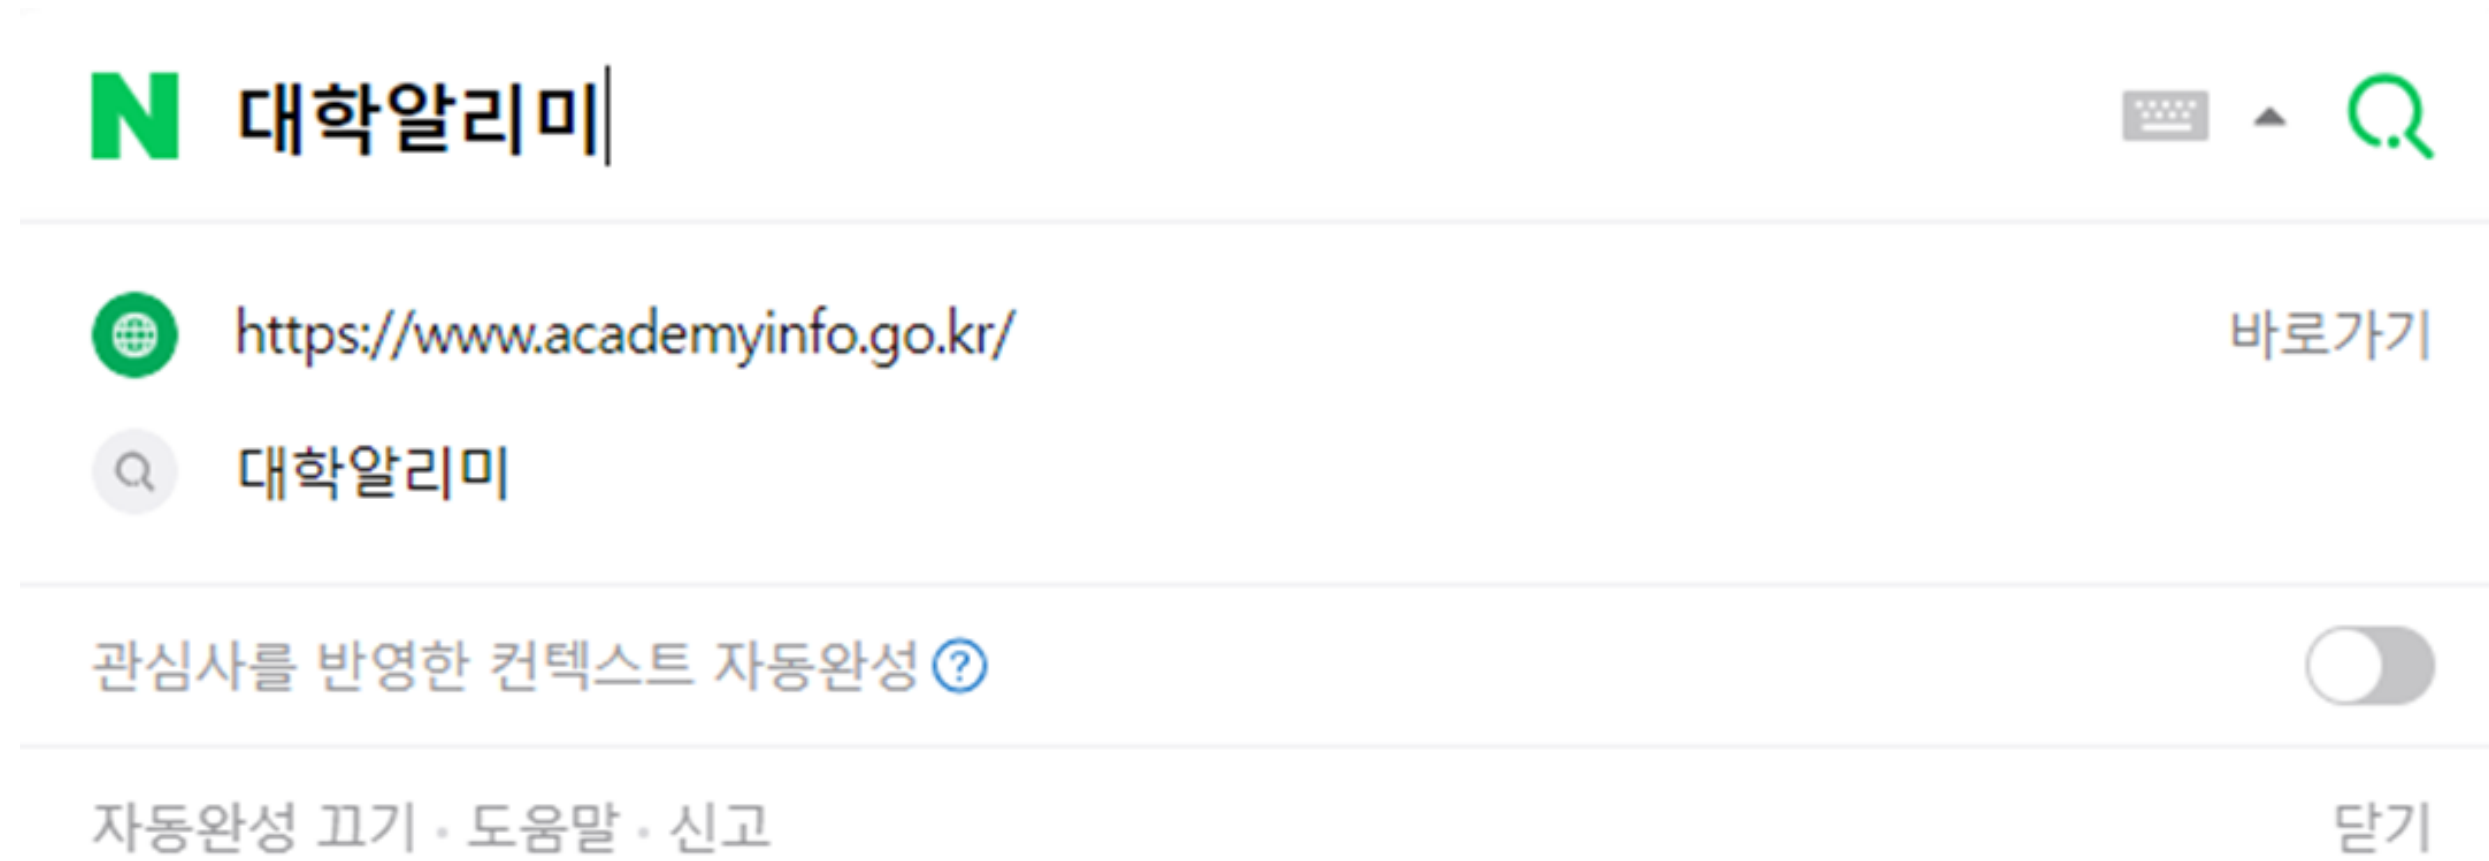 N 대학알리미
https://www.academyinfo.go.kr/ 바로가기
대학알리미
관심사를 반영한 컨텍스트 자동완성 ?
자동완성 끄기 · 도움말 · 신고 닫기